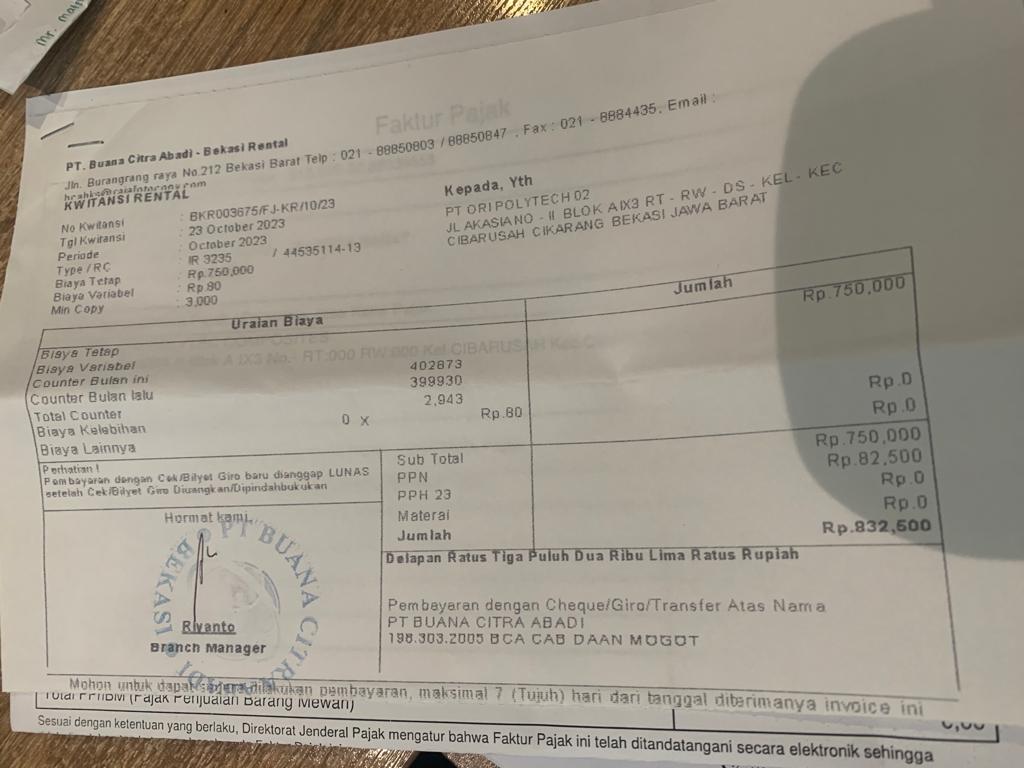 Mr.
Faktur Pajak
PT. Buana Citra Abadi - Bekasi Rental
Jln. Burangrang raya No.212 Bekasi Barat Telp : 021 - 88850803 / 88850847 . Fax : 021 - 8884435. Email :
KWITANSI RENTAL
No Kwitansi : BKR003675/FJ-KR/10/23
Tgl Kwitansi : 23 October 2023
Periode : October 2023
Type / RC : IR 3235 / 44535114-13
Biaya Tetap : Rp.750,000
Biaya Variabel : Rp.80
Min Copy : 3,000
Kepada, Yth
PT ORI POLYTECH 02
JL AKASIA NO - II BLOK A IX3 RT - RW - DS - KEL - KEC
CIBARUSAH CIKARANG BEKASI JAWA BARAT
Uraian Biaya Jumlah
Biaya Tetap Rp.750,000
Biaya Variabel
Counter Bulan ini 402873
Counter Bulan lalu 399930
Total Counter 2,943
Biaya Kelebihan 0 X Rp.80 Rp.0
Biaya Lainnya Rp.0
Perhatian !
Pembayaran dengan Cek/Bilyet Giro baru dianggap LUNAS
setelah Cek/Bilyet Giro Diuangkan/Dipindahbukukan
Sub Total Rp.750,000
PPN Rp.82,500
PPH 23 Rp.0
Materai Rp.0
Jumlah Rp.832,500
Delapan Ratus Tiga Puluh Dua Ribu Lima Ratus Rupiah
Hormat kami,
PT BUANA CITRA ABADI
BEKASI
Riyanto
Branch Manager
Pembayaran dengan Cheque/Giro/Transfer Atas Nama
PT BUANA CITRA ABADI
198.303.2005 BCA CAB DAAN MOGOT
Mohon untuk dapat segera dilakukan pembayaran, maksimal 7 (Tujuh) hari dari tanggal diterimanya invoice ini
Total PPnBM (Pajak Penjualan Barang Mewah) 0,00
Sesuai dengan ketentuan yang berlaku, Direktorat Jenderal Pajak mengatur bahwa Faktur Pajak ini telah ditandatangani secara elektronik sehingga